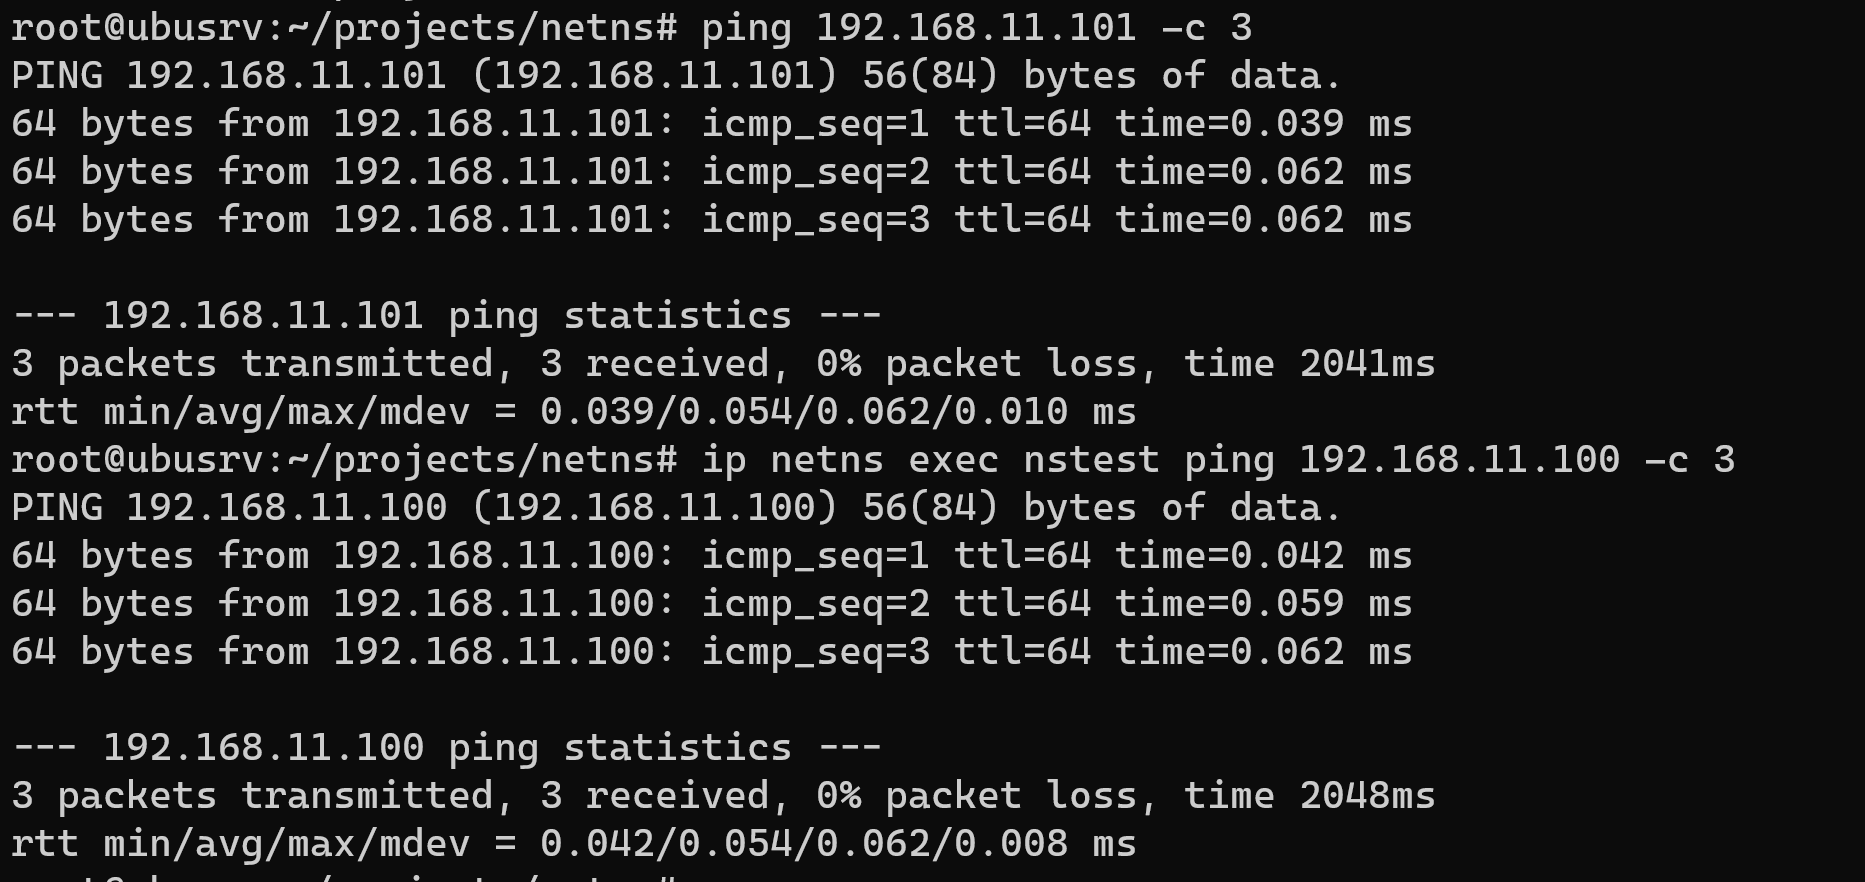 root@ubusrv:~/projects/netns# ping 192.168.11.101 -c 3
PING 192.168.11.101 (192.168.11.101) 56(84) bytes of data.
64 bytes from 192.168.11.101: icmp_seq=1 ttl=64 time=0.039 ms
64 bytes from 192.168.11.101: icmp_seq=2 ttl=64 time=0.062 ms
64 bytes from 192.168.11.101: icmp_seq=3 ttl=64 time=0.062 ms

--- 192.168.11.101 ping statistics ---
3 packets transmitted, 3 received, 0% packet loss, time 2041ms
rtt min/avg/max/mdev = 0.039/0.054/0.062/0.010 ms
root@ubusrv:~/projects/netns# ip netns exec nstest ping 192.168.11.100 -c 3
PING 192.168.11.100 (192.168.11.100) 56(84) bytes of data.
64 bytes from 192.168.11.100: icmp_seq=1 ttl=64 time=0.042 ms
64 bytes from 192.168.11.100: icmp_seq=2 ttl=64 time=0.059 ms
64 bytes from 192.168.11.100: icmp_seq=3 ttl=64 time=0.062 ms

--- 192.168.11.100 ping statistics ---
3 packets transmitted, 3 received, 0% packet loss, time 2048ms
rtt min/avg/max/mdev = 0.042/0.054/0.062/0.008 ms